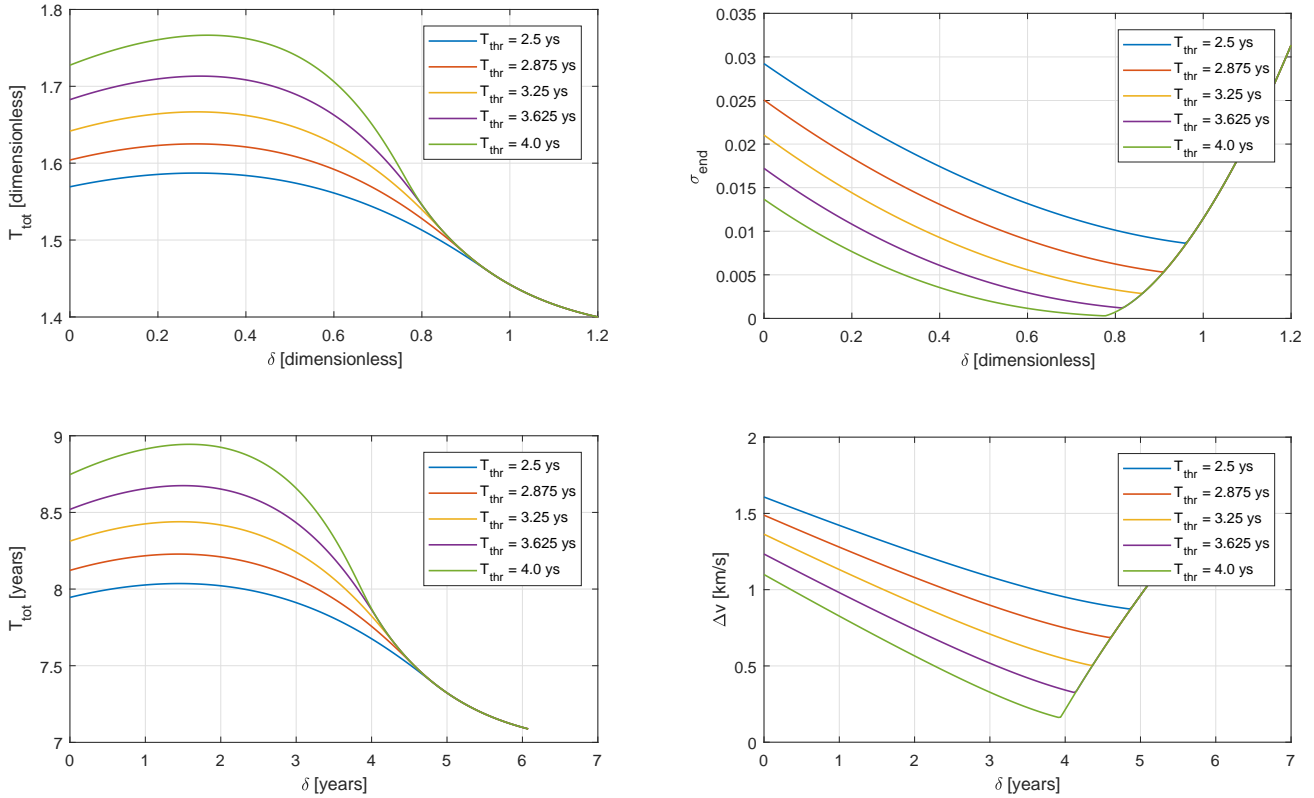 1.8
1.7
1.6
1.5
1.4
T_tot [dimensionless]
T_thr = 2.5 ys
T_thr = 2.875 ys
T_thr = 3.25 ys
T_thr = 3.625 ys
T_thr = 4.0 ys
0 0.2 0.4 0.6 0.8 1 1.2
δ [dimensionless]
0.035
0.03
0.025
0.02
0.015
0.01
0.005
0
σ_end
T_thr = 2.5 ys
T_thr = 2.875 ys
T_thr = 3.25 ys
T_thr = 3.625 ys
T_thr = 4.0 ys
0 0.2 0.4 0.6 0.8 1 1.2
δ [dimensionless]
9
8.5
8
7.5
7
T_tot [years]
T_thr = 2.5 ys
T_thr = 2.875 ys
T_thr = 3.25 ys
T_thr = 3.625 ys
T_thr = 4.0 ys
0 1 2 3 4 5 6 7
δ [years]
2
1.5
1
0.5
0
Δv [km/s]
T_thr = 2.5 ys
T_thr = 2.875 ys
T_thr = 3.25 ys
T_thr = 3.625 ys
T_thr = 4.0 ys
0 1 2 3 4 5 6 7
δ [years]